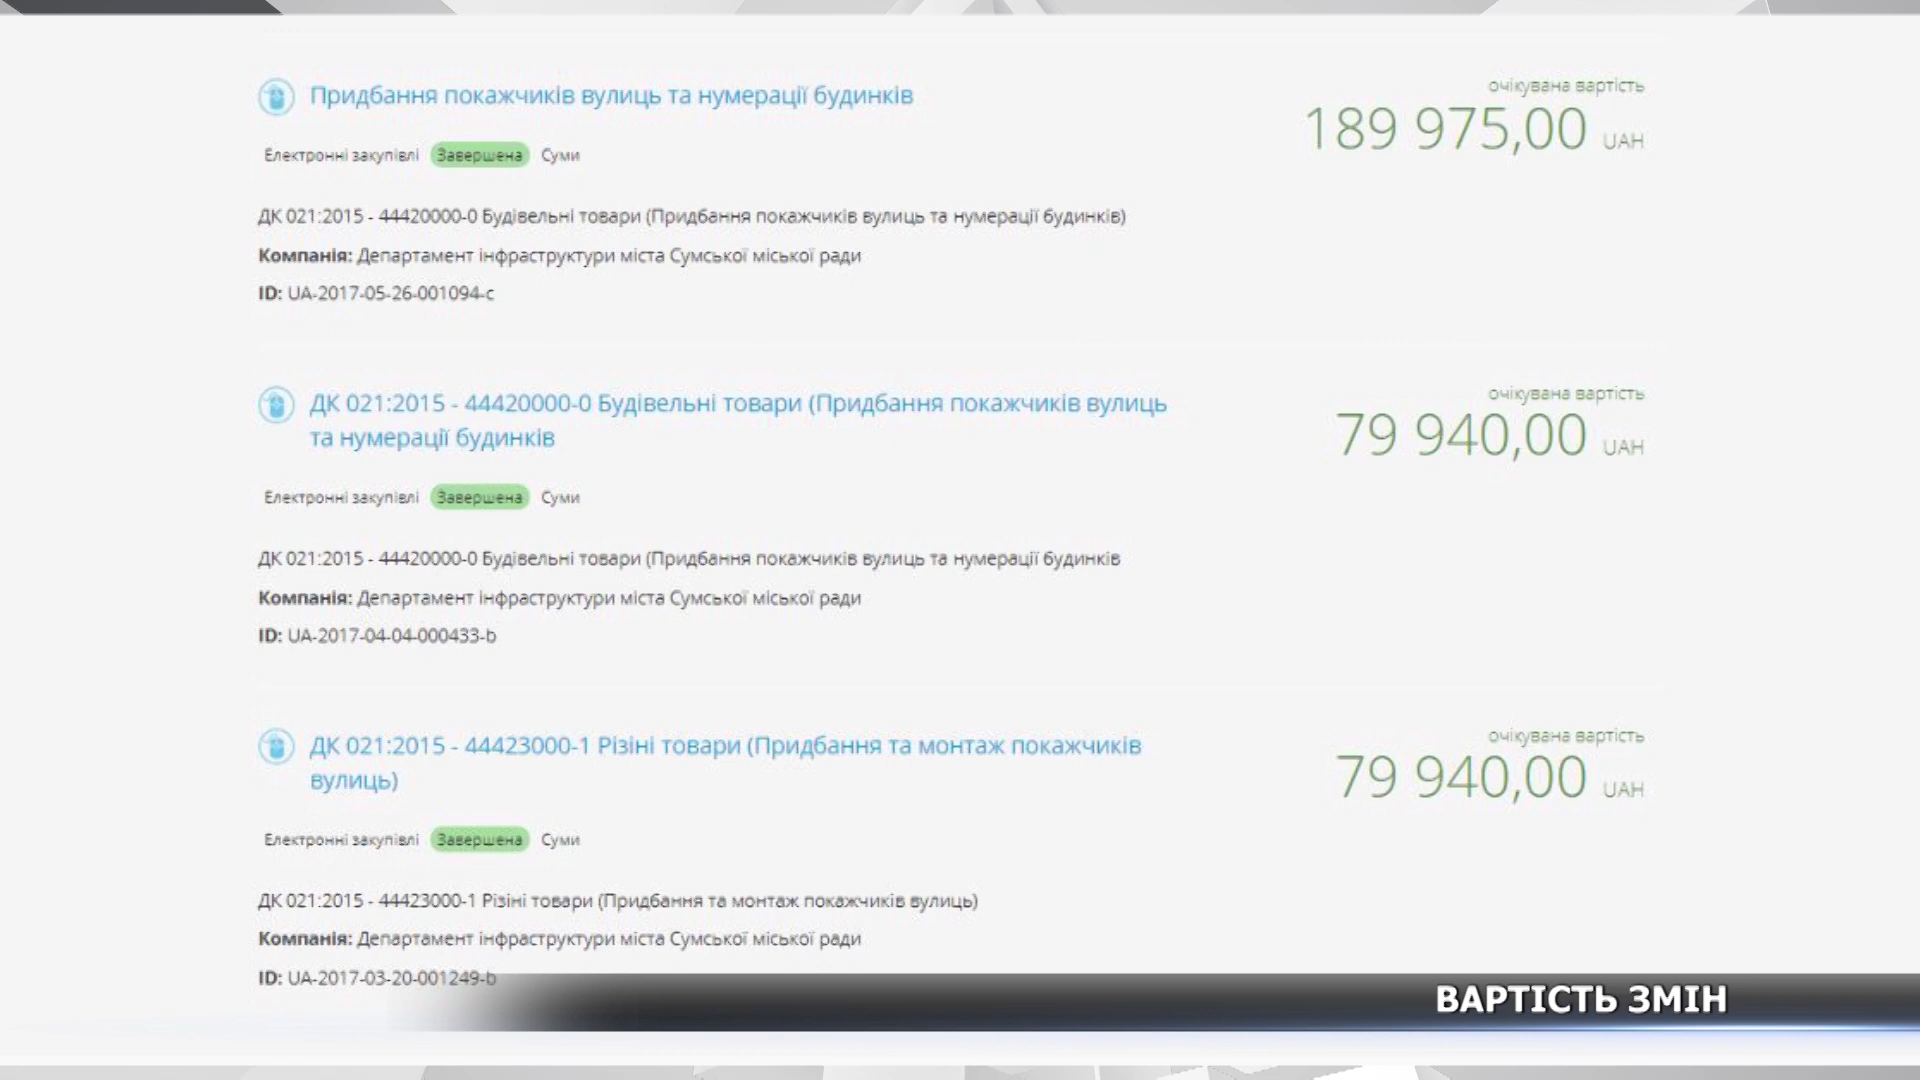 Придбання покажчиків вулиць та нумерації будинків
очікувана вартість
189 975,00 UAH
Електронні закупівлі Завершена Суми
ДК 021:2015 - 44420000-0 Будівельні товари (Придбання покажчиків вулиць та нумерації будинків)
Компанія: Департамент інфраструктури міста Сумської міської ради
ID: UA-2017-05-26-001094-c
ДК 021:2015 - 44420000-0 Будівельні товари (Придбання покажчиків вулиць
та нумерації будинків
очікувана вартість
79 940,00 UAH
Електронні закупівлі Завершена Суми
ДК 021:2015 - 44420000-0 Будівельні товари (Придбання покажчиків вулиць та нумерації будинків
Компанія: Департамент інфраструктури міста Сумської міської ради
ID: UA-2017-04-04-000433-b
ДК 021:2015 - 44423000-1 Різіні товари (Придбання та монтаж покажчиків
вулиць)
очікувана вартість
79 940,00 UAH
Електронні закупівлі Завершена Суми
ДК 021:2015 - 44423000-1 Різіні товари (Придбання та монтаж покажчиків вулиць)
Компанія: Департамент інфраструктури міста Сумської міської ради
ID: UA-2017-03-20-001249-b
ВАРТІСТЬ ЗМІН